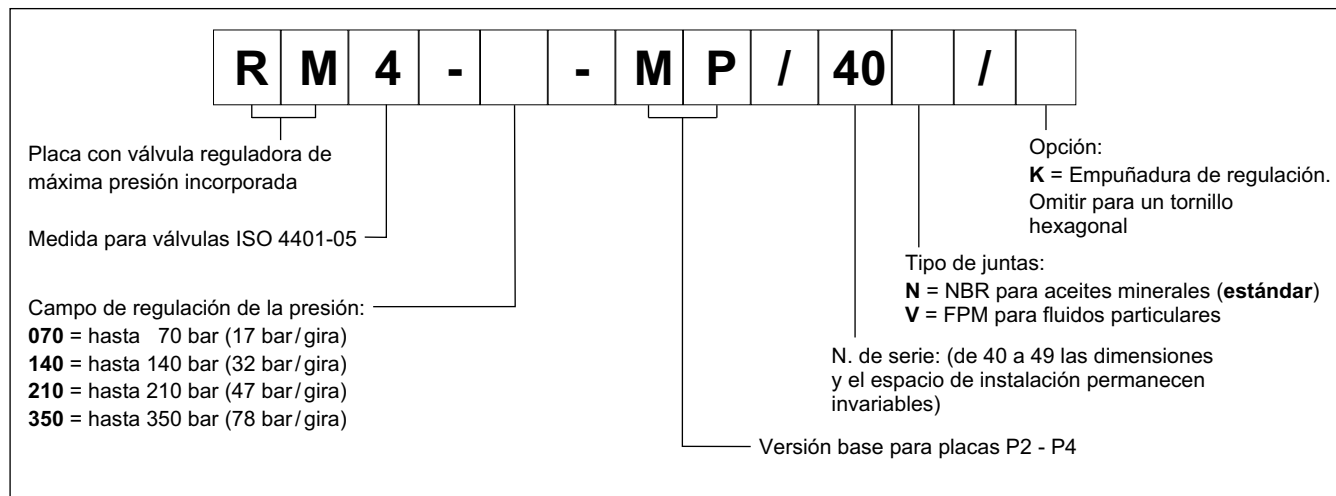 R M 4 - - M P / 40 /
Placa con válvula reguladora de
máxima presión incorporada
Medida para válvulas ISO 4401-05
Campo de regulación de la presión:
070 = hasta 70 bar (17 bar/gira)
140 = hasta 140 bar (32 bar/gira)
210 = hasta 210 bar (47 bar/gira)
350 = hasta 350 bar (78 bar/gira)
Opción:
K = Empuñadura de regulación.
Omitir para un tornillo
hexagonal
Tipo de juntas:
N = NBR para aceites minerales (estándar)
V = FPM para fluidos particulares
N. de serie: (de 40 a 49 las dimensiones
y el espacio de instalación permanecen
invariables)
Versión base para placas P2 - P4